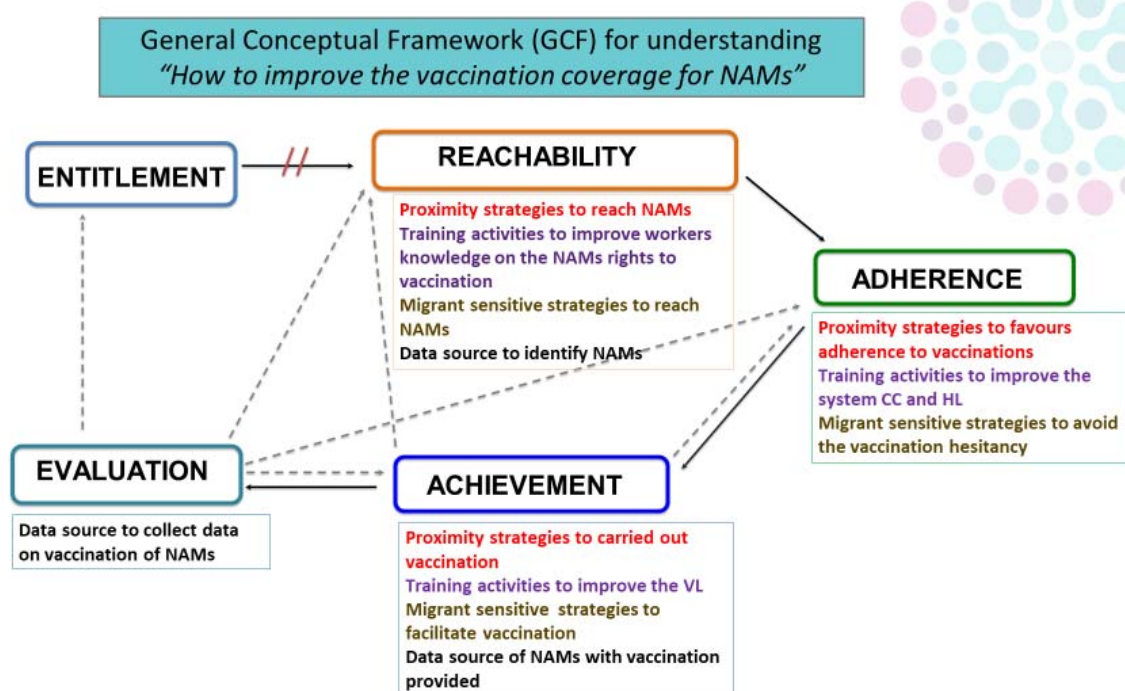 General Conceptual Framework (GCF) for understanding
“How to improve the vaccination coverage for NAMs”
ENTITLEMENT
REACHABILITY
Proximity strategies to reach NAMs
Training activities to improve workers
knowledge on the NAMs rights to
vaccination
Migrant sensitive strategies to reach
NAMs
Data source to identify NAMs
ADHERENCE
Proximity strategies to favours
adherence to vaccinations
Training activities to improve the
system CC and HL
Migrant sensitive strategies to avoid
the vaccination hesitancy
EVALUATION
Data source to collect data
on vaccination of NAMs
ACHIEVEMENT
Proximity strategies to carried out
vaccination
Training activities to improve the VL
Migrant sensitive strategies to
facilitate vaccination
Data source of NAMs with vaccination
provided